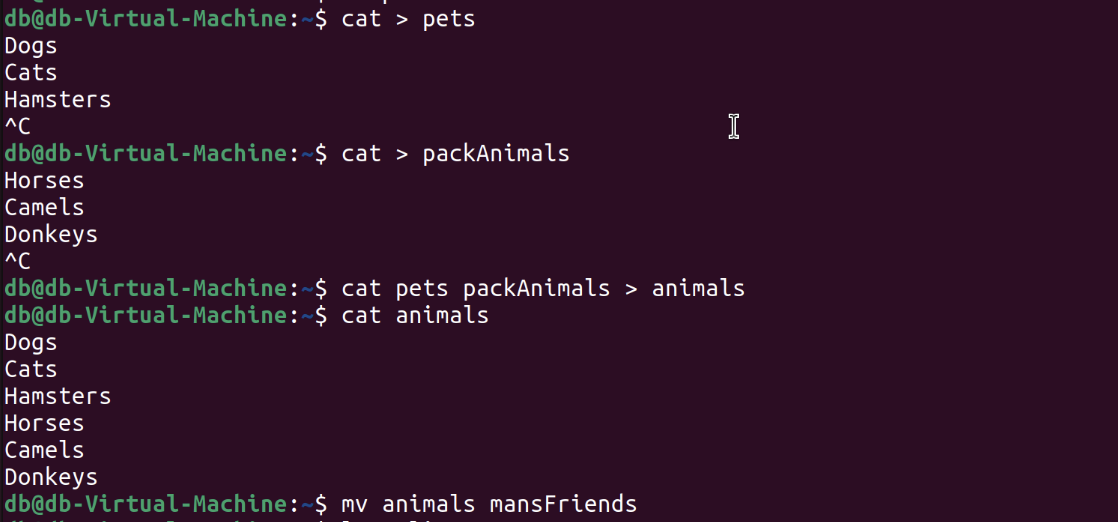 db@db-Virtual-Machine:~$ cat > pets
Dogs
Cats
Hamsters
^C
db@db-Virtual-Machine:~$ cat > packAnimals
Horses
Camels
Donkeys
^C
db@db-Virtual-Machine:~$ cat pets packAnimals > animals
db@db-Virtual-Machine:~$ cat animals
Dogs
Cats
Hamsters
Horses
Camels
Donkeys
db@db-Virtual-Machine:~$ mv animals mansFriends